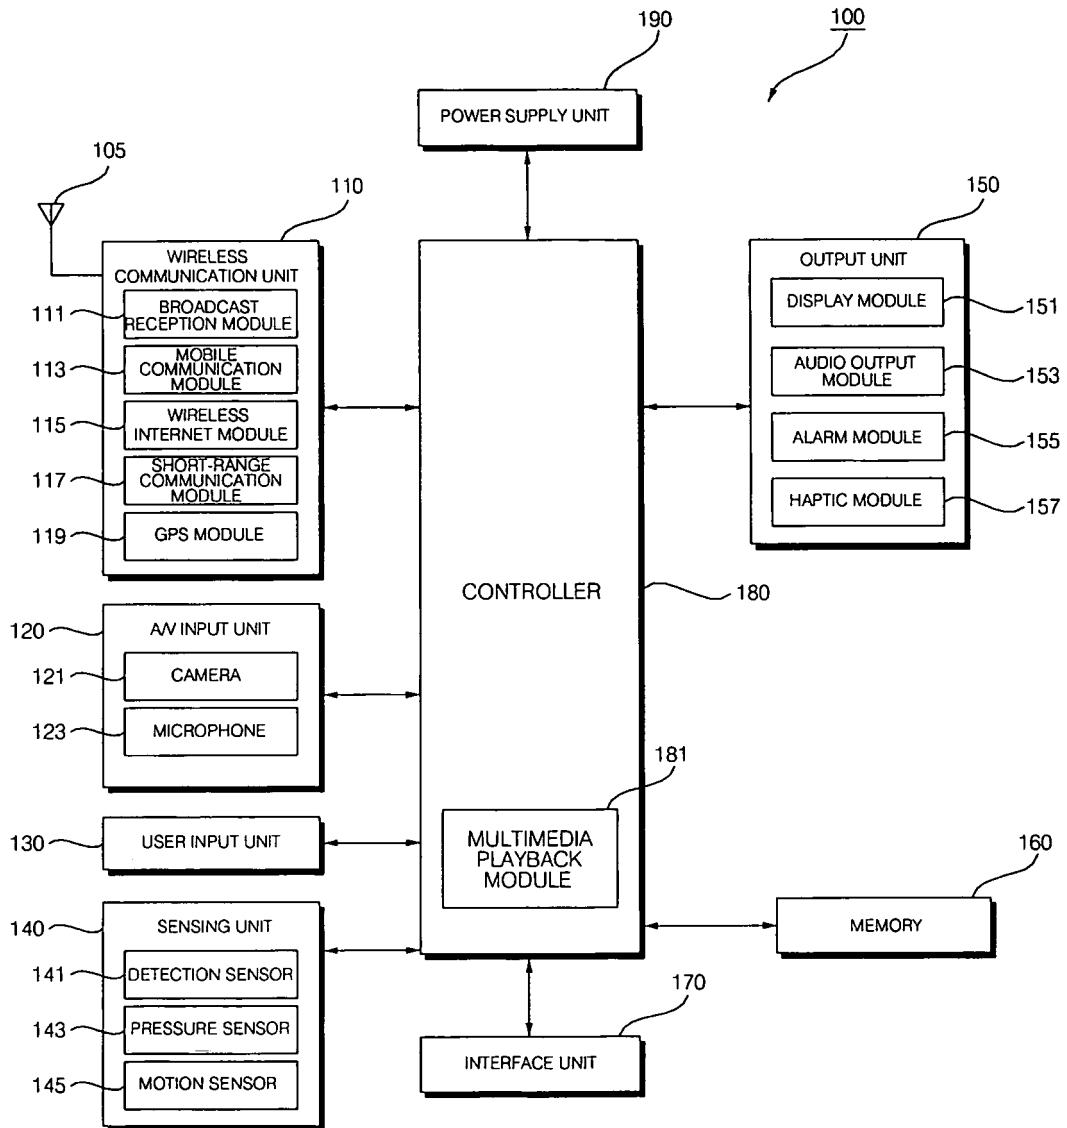 100
190
POWER SUPPLY UNIT
105
110
WIRELESS
COMMUNICATION UNIT
111
BROADCAST
RECEPTION MODULE
113
MOBILE
COMMUNICATION
MODULE
115
WIRELESS
INTERNET MODULE
117
SHORT-RANGE
COMMUNICATION
MODULE
119
GPS MODULE
120
A/V INPUT UNIT
121
CAMERA
123
MICROPHONE
130
USER INPUT UNIT
140
SENSING UNIT
141
DETECTION SENSOR
143
PRESSURE SENSOR
145
MOTION SENSOR
CONTROLLER
180
181
MULTIMEDIA
PLAYBACK
MODULE
150
OUTPUT UNIT
DISPLAY MODULE
151
AUDIO OUTPUT
MODULE
153
ALARM MODULE
155
HAPTIC MODULE
157
160
MEMORY
170
INTERFACE UNIT